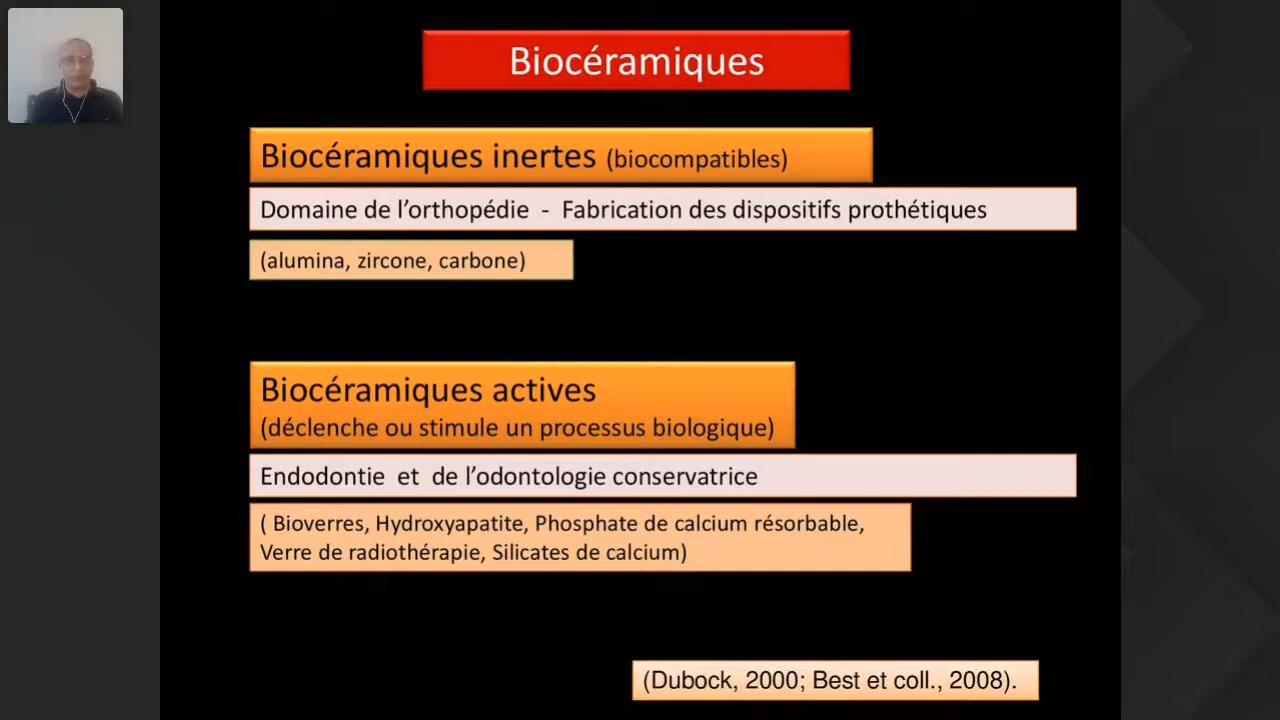 Biocéramiques
Biocéramiques inertes (biocompatibles)
Domaine de l’orthopédie - Fabrication des dispositifs prothétiques
(alumina, zircone, carbone)
Biocéramiques actives
(déclenche ou stimule un processus biologique)
Endodontie et de l’odontologie conservatrice
( Bioverres, Hydroxyapatite, Phosphate de calcium résorbable,
Verre de radiothérapie, Silicates de calcium)
(Dubock, 2000; Best et coll., 2008).